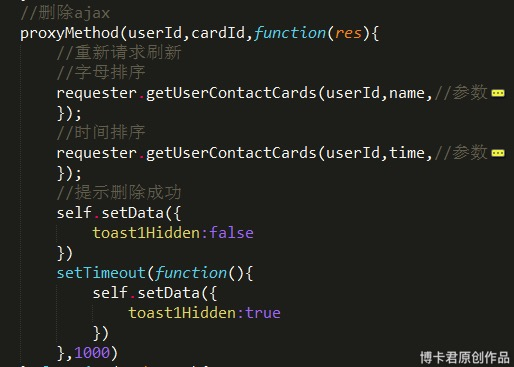 //删除ajax
proxyMethod(userId,cardId,function(res){
//重新请求刷新
//字母排序
requester.getUserContactCards(userId,name,//参数
});
//时间排序
requester.getUserContactCards(userId,time,//参数
});
//提示删除成功
self.setData({
toast1Hidden:false
})
setTimeout(function(){
self.setData({
toast1Hidden:true
})
},1000)
博卡君原创作品